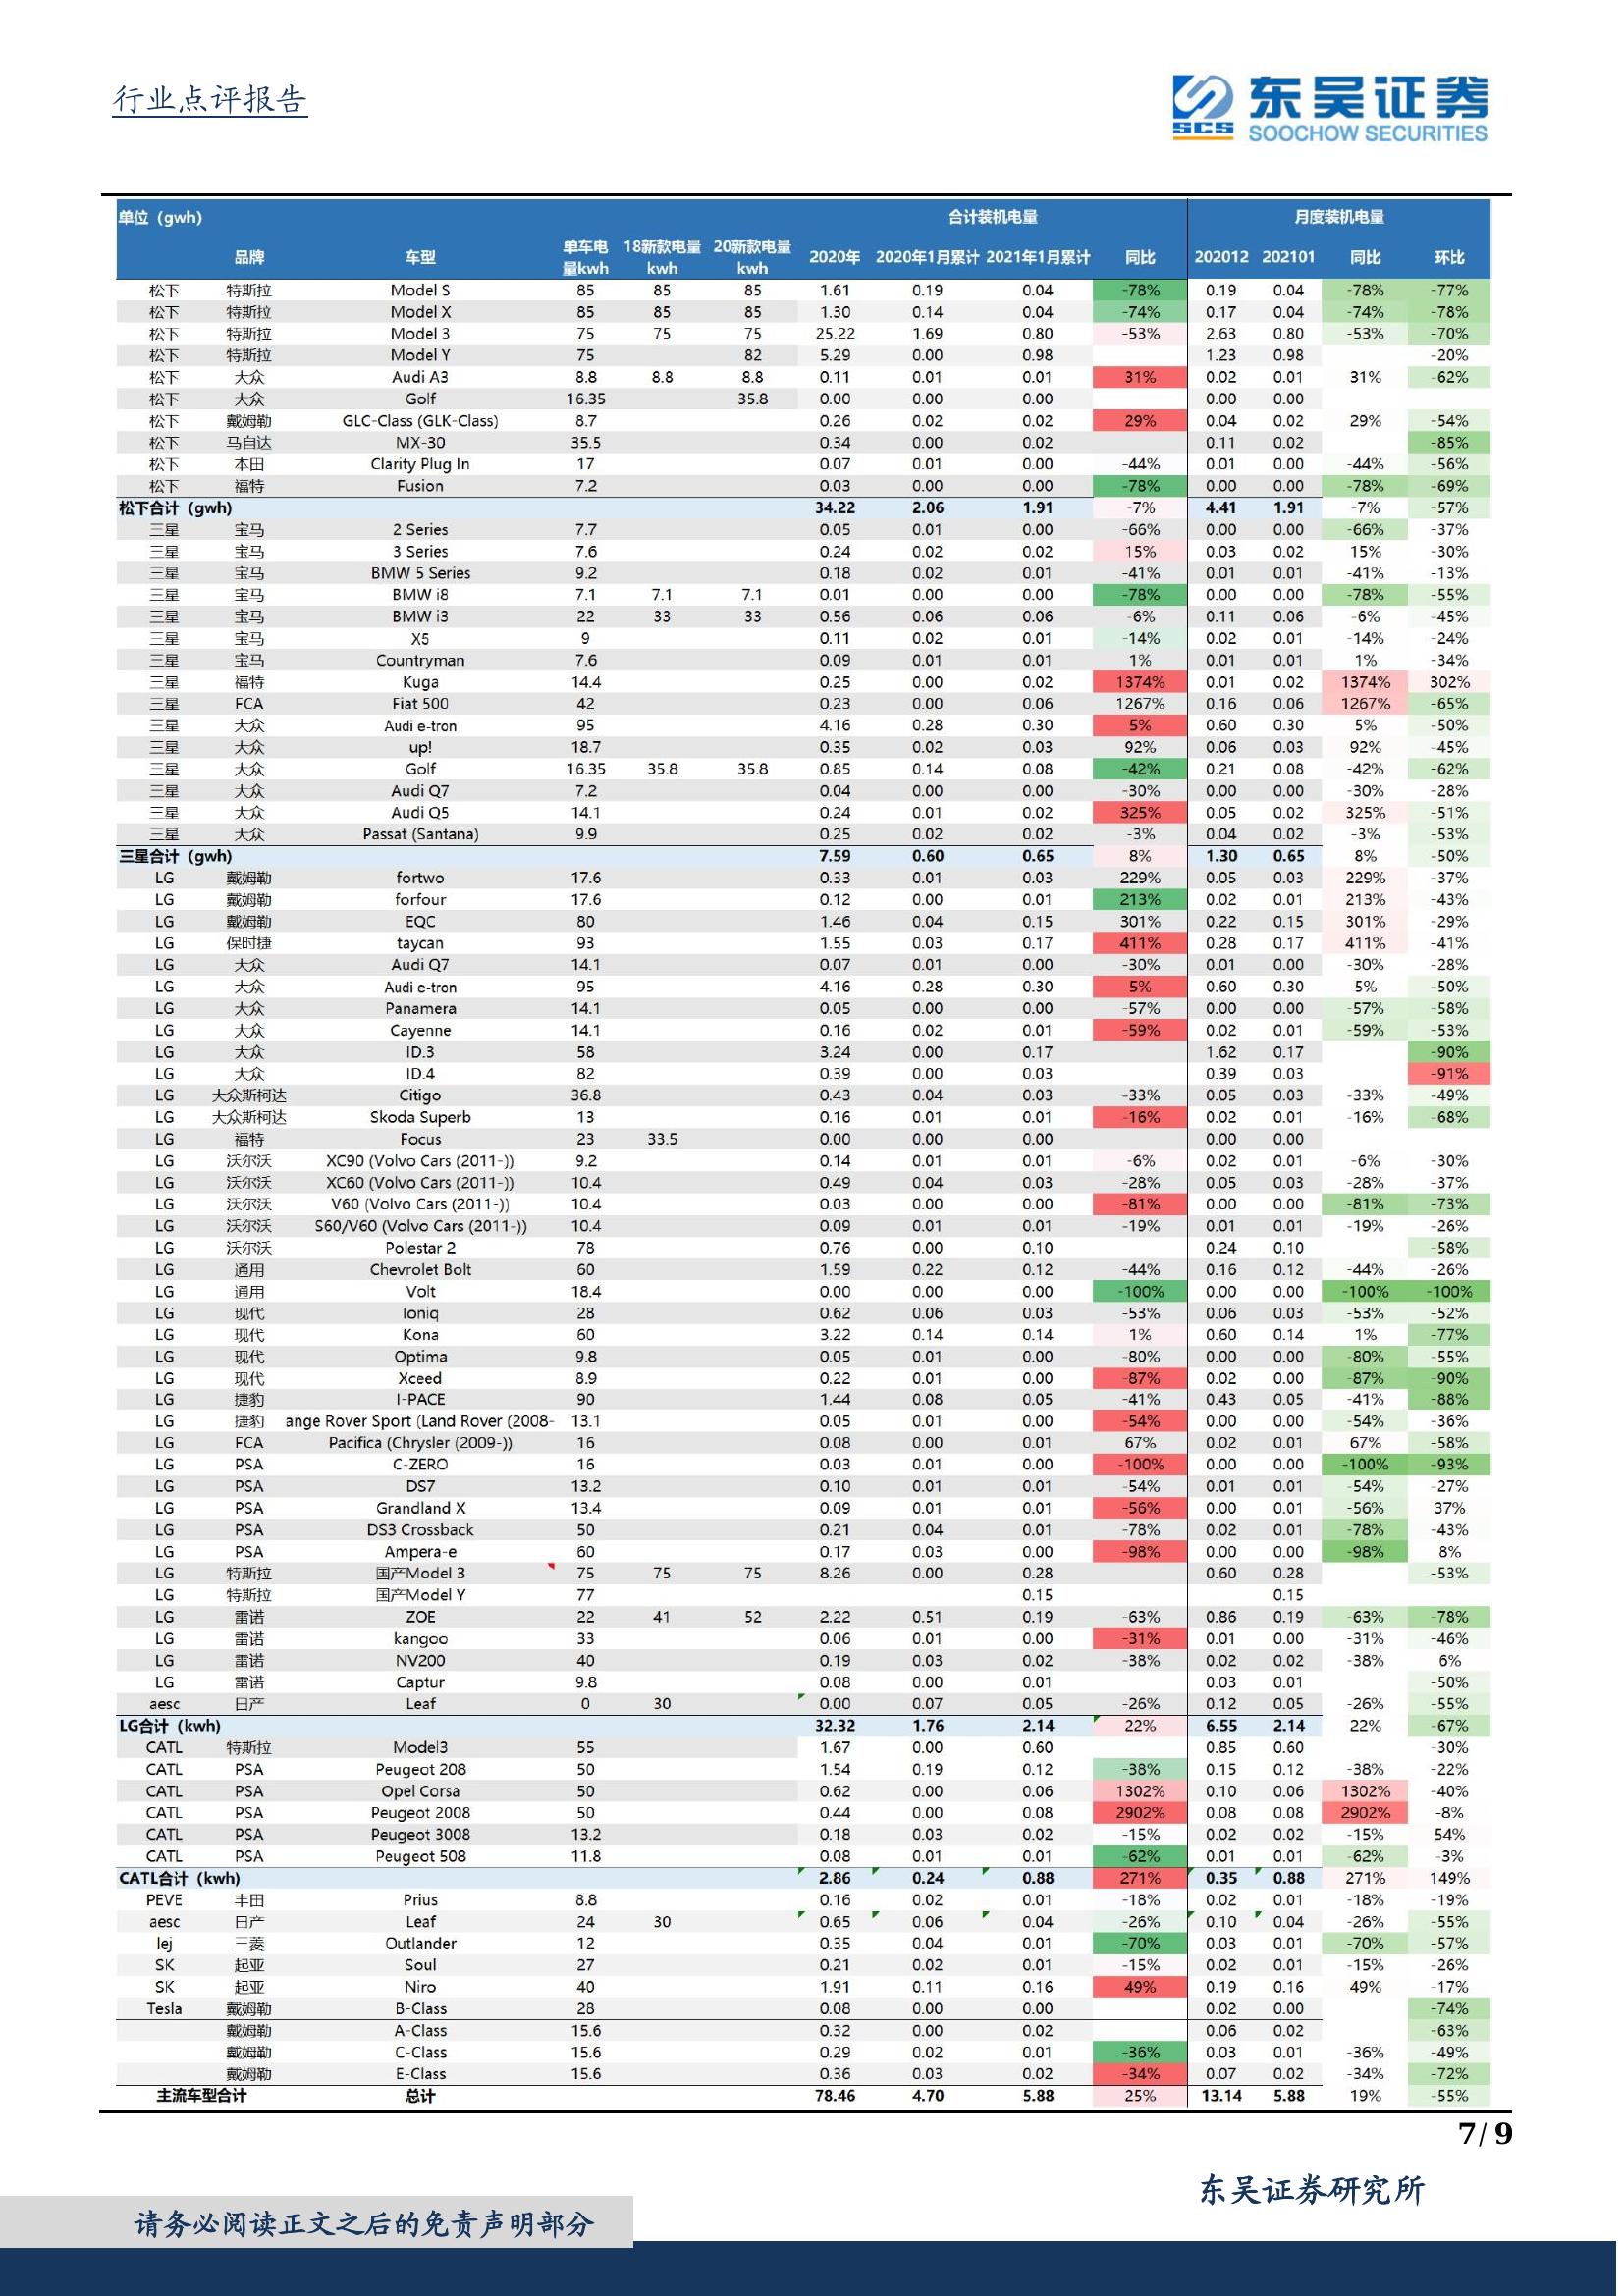 行业点评报告
SCS 东吴证券
SOOCHOW SECURITIES
单位（gwh） 合计装机电量 月度装机电量
品牌 车型 单车电量kwh 18新款电量kwh 20新款电量kwh 2020年 2020年1月累计 2021年1月累计 同比 202012 202101 同比 环比
松下 特斯拉 Model S 85 85 85 1.61 0.19 0.04 -78% 0.19 0.04 -78% -77%
松下 特斯拉 Model X 85 85 85 1.30 0.14 0.04 -74% 0.17 0.04 -74% -78%
松下 特斯拉 Model 3 75 75 75 25.22 1.69 0.80 -53% 2.63 0.80 -53% -70%
松下 特斯拉 Model Y 75 82 5.29 0.00 0.98 1.23 0.98 -20%
松下 大众 Audi A3 8.8 8.8 8.8 0.11 0.01 0.01 31% 0.02 0.01 31% -62%
松下 大众 Golf 16.35 35.8 0.00 0.00 0.00 0.00 0.00
松下 戴姆勒 GLC-Class (GLK-Class) 8.7 0.26 0.02 0.02 29% 0.04 0.02 29% -54%
松下 马自达 MX-30 35.5 0.34 0.00 0.02 0.11 0.02 -85%
松下 本田 Clarity Plug In 17 0.07 0.01 0.00 -44% 0.01 0.00 -44% -56%
松下 福特 Fusion 7.2 0.03 0.00 0.00 -78% 0.00 0.00 -78% -69%
松下合计（gwh） 34.22 2.06 1.91 -7% 4.41 1.91 -7% -57%
三星 宝马 2 Series 7.7 0.05 0.01 0.00 -66% 0.00 0.00 -66% -37%
三星 宝马 3 Series 7.6 0.24 0.02 0.02 15% 0.03 0.02 15% -30%
三星 宝马 BMW 5 Series 9.2 0.18 0.02 0.01 -41% 0.01 0.01 -41% -13%
三星 宝马 BMW i8 7.1 7.1 7.1 0.01 0.00 0.00 -78% 0.00 0.00 -78% -55%
三星 宝马 BMW i3 22 33 33 0.56 0.06 0.06 -6% 0.11 0.06 -6% -45%
三星 宝马 X5 9 0.11 0.02 0.01 -14% 0.02 0.01 -14% -24%
三星 宝马 Countryman 7.6 0.09 0.01 0.01 1% 0.01 0.01 1% -34%
三星 福特 Kuga 14.4 0.25 0.00 0.02 1374% 0.01 0.02 1374% 302%
三星 FCA Fiat 500 42 0.23 0.00 0.06 1267% 0.16 0.06 1267% -65%
三星 大众 Audi e-tron 95 4.16 0.28 0.30 5% 0.60 0.30 5% -50%
三星 大众 up! 18.7 0.35 0.02 0.03 92% 0.06 0.03 92% -45%
三星 大众 Golf 16.35 35.8 35.8 0.85 0.14 0.08 -42% 0.21 0.08 -42% -62%
三星 大众 Audi Q7 7.2 0.04 0.00 0.00 -30% 0.00 0.00 -30% -28%
三星 大众 Audi Q5 14.1 0.24 0.01 0.02 325% 0.05 0.02 325% -51%
三星 大众 Passat (Santana) 9.9 0.25 0.02 0.02 -3% 0.04 0.02 -3% -53%
三星合计（gwh） 7.59 0.60 0.65 8% 1.30 0.65 8% -50%
LG 戴姆勒 fortwo 17.6 0.33 0.01 0.03 229% 0.05 0.03 229% -37%
LG 戴姆勒 forfour 17.6 0.12 0.00 0.01 213% 0.02 0.01 213% -43%
LG 戴姆勒 EQC 80 1.46 0.04 0.15 301% 0.22 0.15 301% -29%
LG 保时捷 taycan 93 1.55 0.03 0.17 411% 0.28 0.17 411% -41%
LG 大众 Audi Q7 14.1 0.07 0.01 0.00 -30% 0.01 0.00 -30% -28%
LG 大众 Audi e-tron 95 4.16 0.28 0.30 5% 0.60 0.30 5% -50%
LG 大众 Panamera 14.1 0.05 0.00 0.00 -57% 0.00 0.00 -57% -58%
LG 大众 Cayenne 14.1 0.16 0.02 0.01 -59% 0.02 0.01 -59% -53%
LG 大众 ID.3 58 3.24 0.00 0.17 1.62 0.17 -90%
LG 大众 ID.4 82 0.39 0.00 0.03 0.39 0.03 -91%
LG 大众斯柯达 Citigo 36.8 0.43 0.04 0.03 -33% 0.05 0.03 -33% -49%
LG 大众斯柯达 Skoda Superb 13 0.16 0.01 0.01 -16% 0.02 0.01 -16% -68%
LG 福特 Focus 23 33.5 0.00 0.00 0.00 0.00 0.00
LG 沃尔沃 XC90 (Volvo Cars (2011-)) 9.2 0.14 0.01 0.01 -6% 0.02 0.01 -6% -30%
LG 沃尔沃 XC60 (Volvo Cars (2011-)) 10.4 0.49 0.04 0.03 -28% 0.05 0.03 -28% -37%
LG 沃尔沃 V60 (Volvo Cars (2011-)) 10.4 0.03 0.00 0.00 -81% 0.00 0.00 -81% -73%
LG 沃尔沃 S60/V60 (Volvo Cars (2011-)) 10.4 0.09 0.01 0.01 -19% 0.01 0.01 -19% -26%
LG 沃尔沃 Polestar 2 78 0.76 0.00 0.10 0.24 0.10 -58%
LG 通用 Chevrolet Bolt 60 1.59 0.22 0.12 -44% 0.16 0.12 -44% -26%
LG 通用 Volt 18.4 0.00 0.00 0.00 -100% 0.00 0.00 -100% -100%
LG 现代 Ioniq 28 0.62 0.06 0.03 -53% 0.06 0.03 -53% -52%
LG 现代 Kona 60 3.22 0.14 0.14 1% 0.60 0.14 1% -77%
LG 现代 Optima 9.8 0.05 0.01 0.00 -80% 0.00 0.00 -80% -55%
LG 现代 Xceed 8.9 0.22 0.01 0.00 -87% 0.02 0.00 -87% -90%
LG 捷豹 I-PACE 90 1.44 0.08 0.05 -41% 0.43 0.05 -41% -88%
LG 捷豹 ange Rover Sport (Land Rover (2008- 13.1 0.05 0.01 0.00 -54% 0.00 0.00 -54% -36%
LG FCA Pacifica (Chrysler (2009-)) 16 0.08 0.00 0.01 67% 0.02 0.01 67% -58%
LG PSA C-ZERO 16 0.03 0.01 0.00 -100% 0.00 0.00 -100% -93%
LG PSA DS7 13.2 0.10 0.01 0.01 -54% 0.01 0.01 -54% -27%
LG PSA Grandland X 13.4 0.09 0.01 0.01 -56% 0.00 0.01 -56% 37%
LG PSA DS3 Crossback 50 0.21 0.04 0.01 -78% 0.02 0.01 -78% -43%
LG PSA Ampera-e 60 0.17 0.03 0.00 -98% 0.00 0.00 -98% 8%
LG 特斯拉 国产Model 3 75 75 75 8.26 0.00 0.28 0.60 0.28 -53%
LG 特斯拉 国产Model Y 77 0.15 0.15
LG 雷诺 ZOE 22 41 52 2.22 0.51 0.19 -63% 0.86 0.19 -63% -78%
LG 雷诺 kangoo 33 0.06 0.01 0.00 -31% 0.01 0.00 -31% -46%
LG 雷诺 NV200 40 0.19 0.03 0.02 -38% 0.02 0.02 -38% 6%
LG 雷诺 Captur 9.8 0.08 0.00 0.01 0.03 0.01 -50%
aesc 日产 Leaf 0 30 0.00 0.07 0.05 -26% 0.12 0.05 -26% -55%
LG合计（kwh） 32.32 1.76 2.14 22% 6.55 2.14 22% -67%
CATL 特斯拉 Model3 55 1.67 0.00 0.60 0.85 0.60 -30%
CATL PSA Peugeot 208 50 1.54 0.19 0.12 -38% 0.15 0.12 -38% -22%
CATL PSA Opel Corsa 50 0.62 0.00 0.06 1302% 0.10 0.06 1302% -40%
CATL PSA Peugeot 2008 50 0.44 0.00 0.08 2902% 0.08 0.08 2902% -8%
CATL PSA Peugeot 3008 13.2 0.18 0.03 0.02 -15% 0.02 0.02 -15% 54%
CATL PSA Peugeot 508 11.8 0.08 0.01 0.01 -62% 0.01 0.01 -62% -3%
CATL合计（kwh） 2.86 0.24 0.88 271% 0.35 0.88 271% 149%
PEVE 丰田 Prius 8.8 0.16 0.02 0.01 -18% 0.02 0.01 -18% -19%
aesc 日产 Leaf 24 30 0.65 0.06 0.04 -26% 0.10 0.04 -26% -55%
lej 三菱 Outlander 12 0.35 0.04 0.01 -70% 0.03 0.01 -70% -57%
SK 起亚 Soul 27 0.21 0.02 0.01 -15% 0.02 0.01 -15% -26%
SK 起亚 Niro 40 1.91 0.11 0.16 49% 0.19 0.16 49% -17%
Tesla 戴姆勒 B-Class 28 0.08 0.00 0.00 0.02 0.00 -74%
戴姆勒 A-Class 15.6 0.32 0.00 0.02 0.06 0.02 -63%
戴姆勒 C-Class 15.6 0.29 0.02 0.01 -36% 0.03 0.01 -36% -49%
戴姆勒 E-Class 15.6 0.36 0.03 0.02 -34% 0.07 0.02 -34% -72%
主流车型合计 总计 78.46 4.70 5.88 25% 13.14 5.88 19% -55%
7 / 9
东吴证券研究所
请务必阅读正文之后的免责声明部分